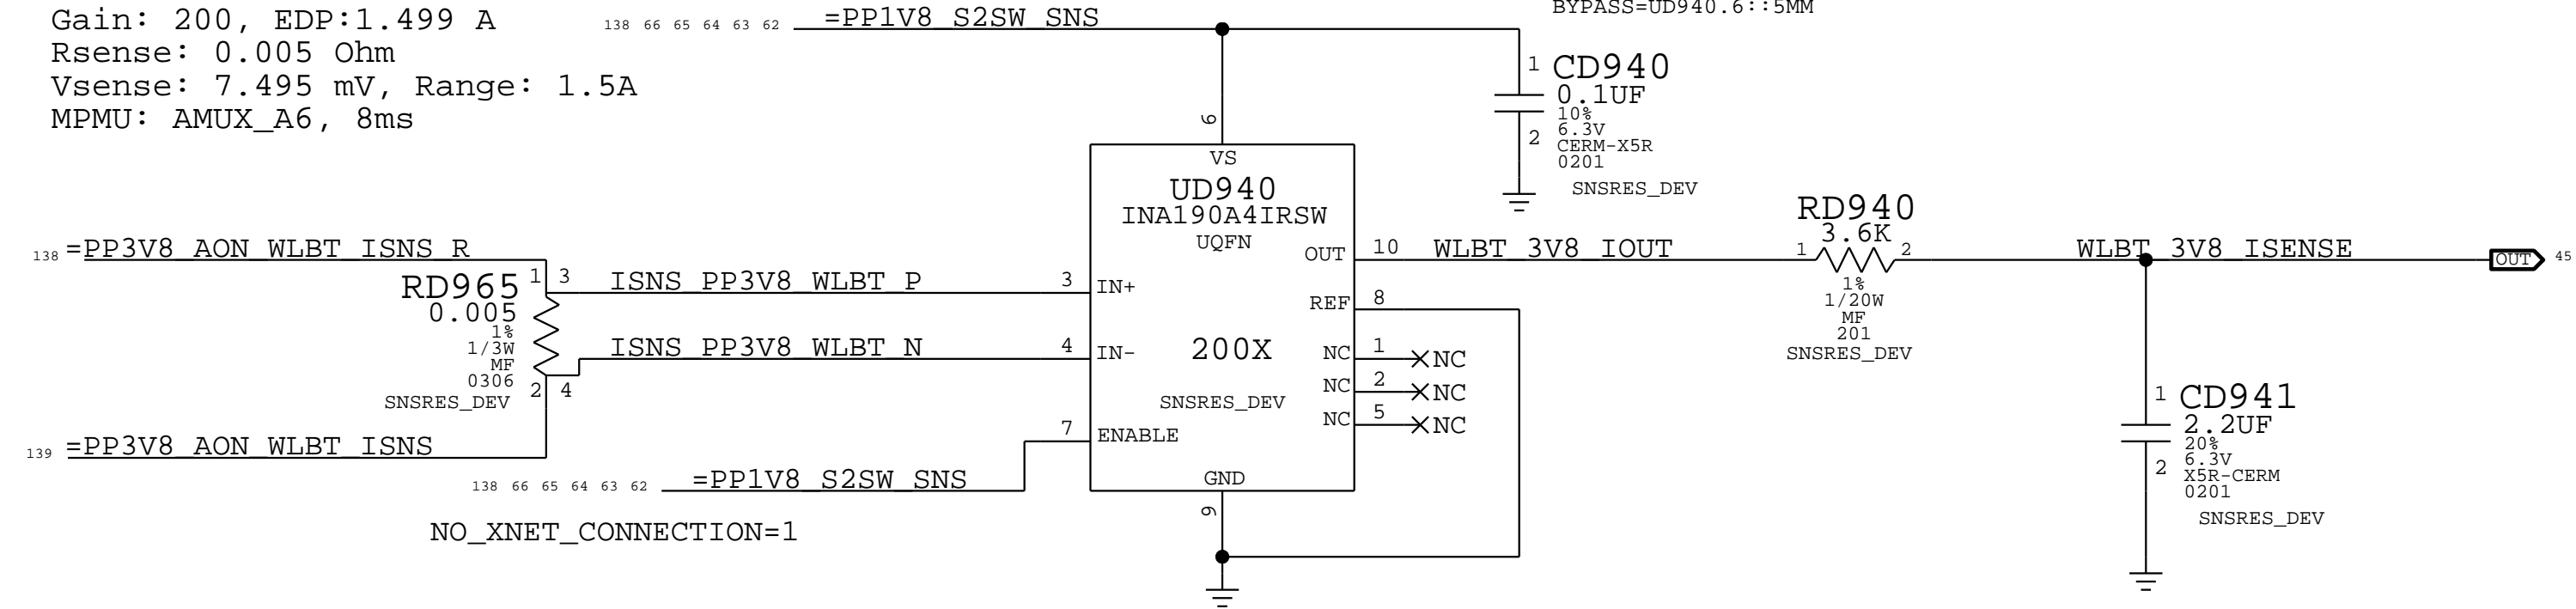 Gain: 200, EDP:1.499 A
Rsense: 0.005 Ohm
Vsense: 7.495 mV, Range: 1.5A
MPMU: AMUX_A6, 8ms
138 66 65 64 63 62 =PP1V8_S2SW_SNS
BYPASS=UD940.6::5MM
1 CD940
0.1UF
10%
6.3V
2
CERM-X5R
0201
SNSRES_DEV
6
VS
UD940
INA190A4IRSW
UQFN
138 =PP3V8_AON_WLBT_ISNS_R
1 3
RD965
0.005
1%
1/3W
MF
0306
2 4
SNSRES_DEV
139 =PP3V8_AON_WLBT_ISNS
ISNS_PP3V8_WLBT_P 3 IN+
ISNS_PP3V8_WLBT_N 4 IN-
200X
SNSRES_DEV
7 ENABLE
138 66 65 64 63 62 =PP1V8_S2SW_SNS
NO_XNET_CONNECTION=1
GND
9
OUT 10 WLBT_3V8_IOUT
REF 8
NC 1 NC
NC 2 NC
NC 5 NC
RD940
1 3.6K 2
1%
1/20W
MF
201
SNSRES_DEV
WLBT_3V8_ISENSE OUT 45
1 CD941
2.2UF
20%
6.3V
2
X5R-CERM
0201
SNSRES_DEV